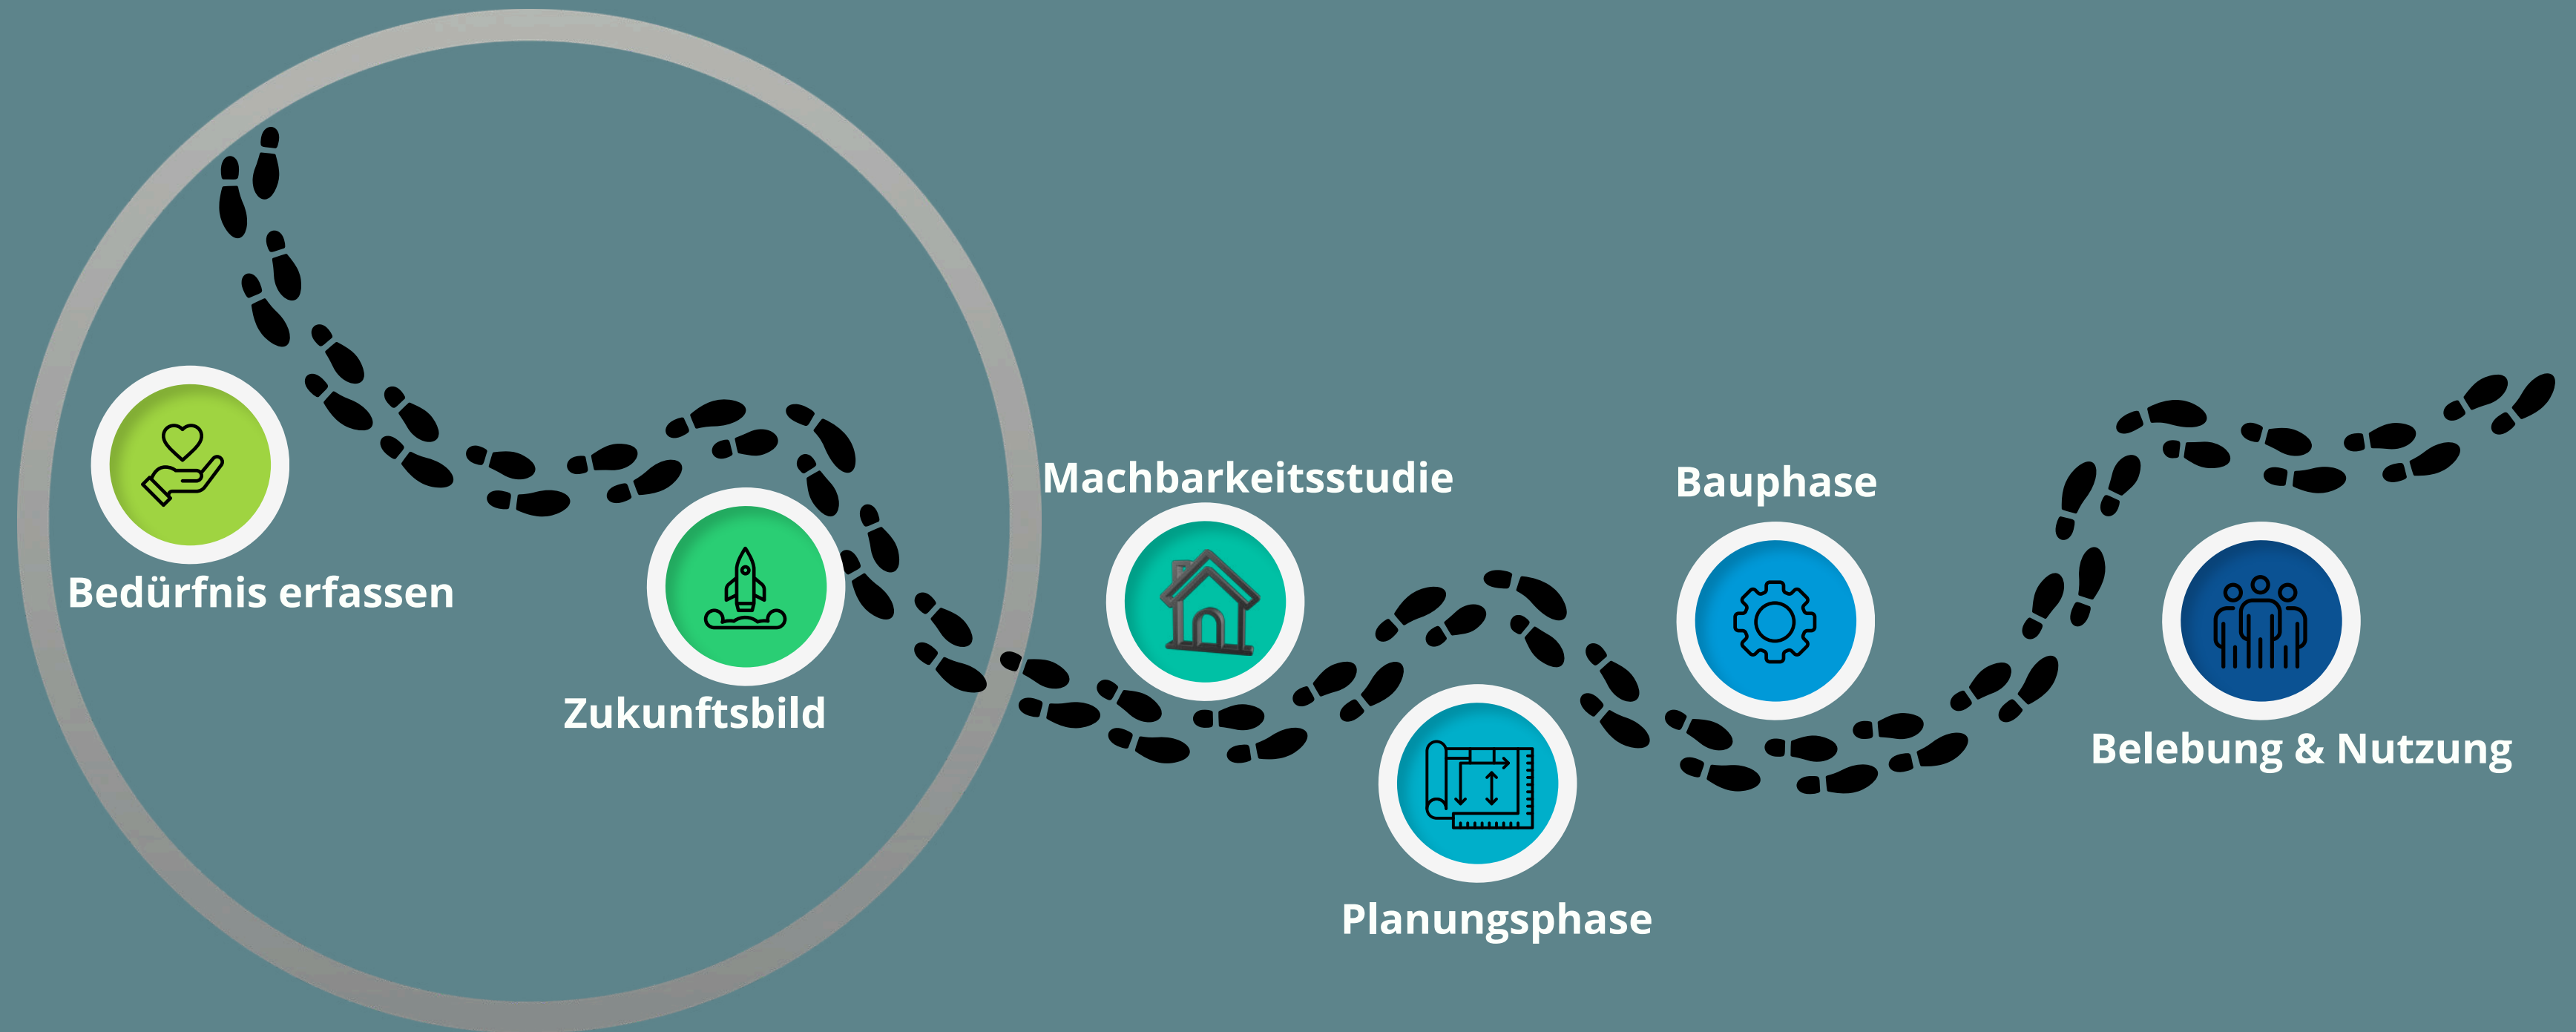 Bedürfnis erfassen
Zukunftsbild
Machbarkeitsstudie
Planungsphase
Bauphase
Belebung & Nutzung